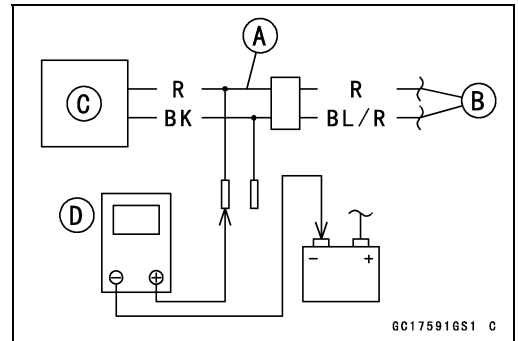 A
R R
C B
BK BL/R
D
- +
- +
GC17591GS1 C